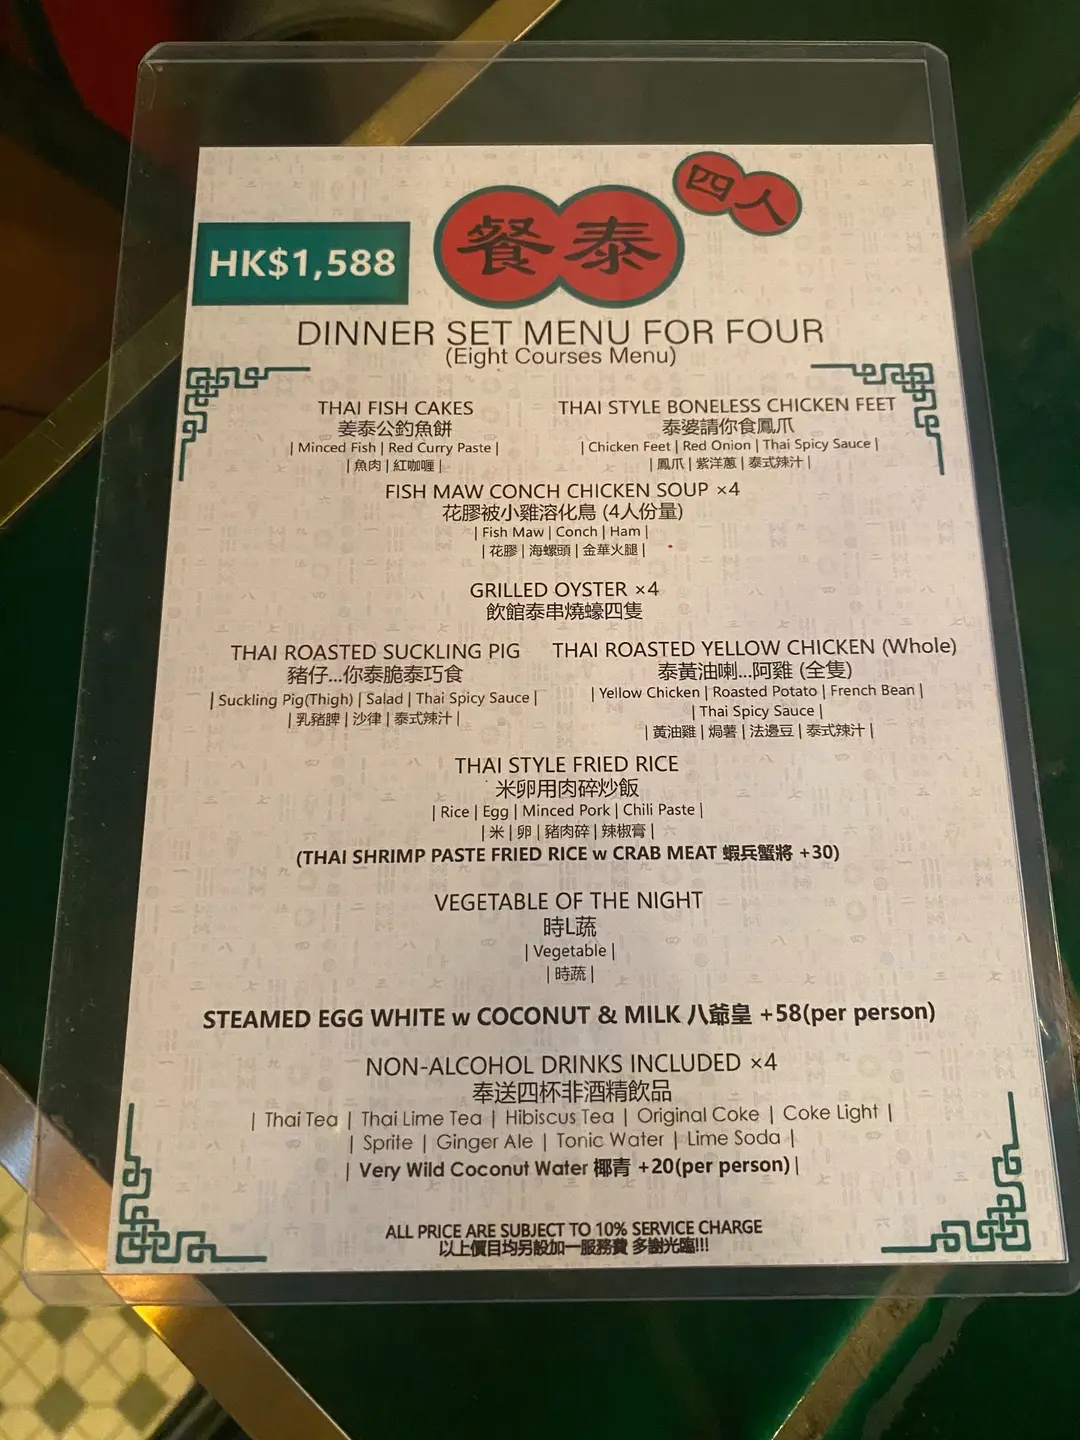 四人
HK$1,588
餐泰
DINNER SET MENU FOR FOUR
(Eight Courses Menu)
THAI FISH CAKES
姜泰公釣魚餅
| Minced Fish | Red Curry Paste |
| 魚肉 | 紅咖喱 |
THAI STYLE BONELESS CHICKEN FEET
泰婆請你食鳳爪
| Chicken Feet | Red Onion | Thai Spicy Sauce |
| 鳳爪 | 紫洋蔥 | 泰式辣汁 |
FISH MAW CONCH CHICKEN SOUP ×4
花膠被小雞溶化鳥 (4人份量)
| Fish Maw | Conch | Ham |
| 花膠 | 海螺頭 | 金華火腿 |
GRILLED OYSTER ×4
飲館泰串燒蠔四隻
THAI ROASTED SUCKLING PIG
豬仔...你泰脆泰巧食
| Suckling Pig(Thigh) | Salad | Thai Spicy Sauce |
| 乳豬脾 | 沙律 | 泰式辣汁 |
THAI ROASTED YELLOW CHICKEN (Whole)
泰黃油喇...阿雞 (全隻)
| Yellow Chicken | Roasted Potato | French Bean |
| Thai Spicy Sauce |
| 黃油雞 | 焗薯 | 法邊豆 | 泰式辣汁 |
THAI STYLE FRIED RICE
米卵用肉碎炒飯
| Rice | Egg | Minced Pork | Chili Paste |
| 米 | 卵 | 豬肉碎 | 辣椒膏 |
(THAI SHRIMP PASTE FRIED RICE w CRAB MEAT 蝦兵蟹將 +30)
VEGETABLE OF THE NIGHT
時L蔬
| Vegetable |
| 時蔬 |
STEAMED EGG WHITE w COCONUT & MILK 八爺皇 +58(per person)
NON-ALCOHOL DRINKS INCLUDED ×4
奉送四杯非酒精飲品
| Thai Tea | Thai Lime Tea | Hibiscus Tea | Original Coke | Coke Light |
| Sprite | Ginger Ale | Tonic Water | Lime Soda |
| Very Wild Coconut Water 椰青 +20(per person) |
ALL PRICE ARE SUBJECT TO 10% SERVICE CHARGE
以上價目均另設加一服務費 多謝光臨!!!